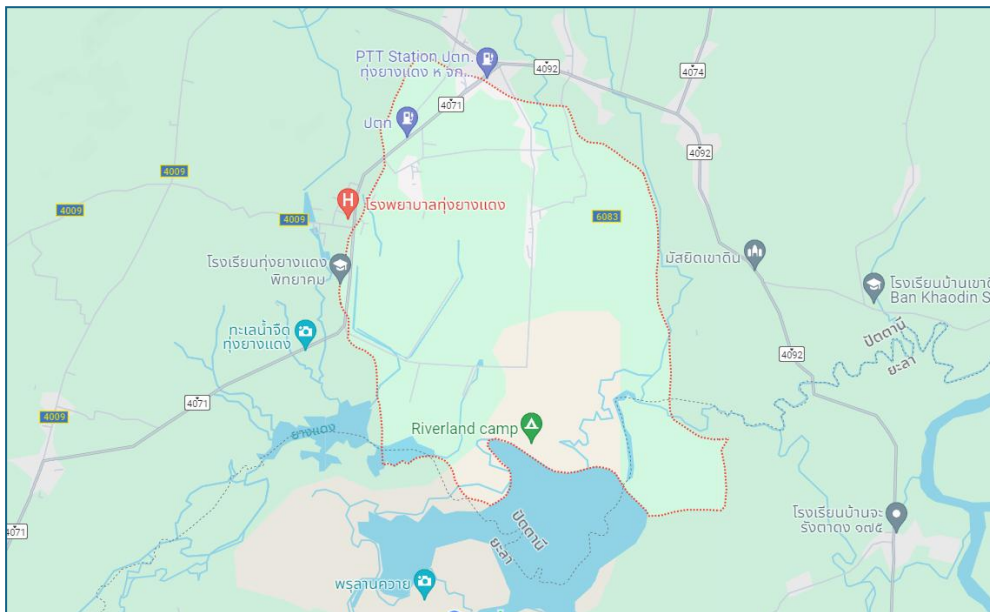 PTT Station ปตท.
ทุ่งยางแดง ห จก...
4092
4092
4074
4071
ปตท
4092
4009
โรงพยาบาลทุ่งยางแดง
4009
4009
6083
โรงเรียนทุ่งยางแดง
พิทยาคม
มัสยิดเขาดิน
โรงเรียนบ้านเขาดิ
Ban Khaodin S
ทะเลน้ำจืด
ทุ่งยางแดง
ปัตตานี
ยะลา
4092
4071
4009
ยางแดง
Riverland camp
4071
ปัตตานี
ยะลา
โรงเรียนบ้านจะ
รังตาดง ๑๗๕
พรุลานควาย